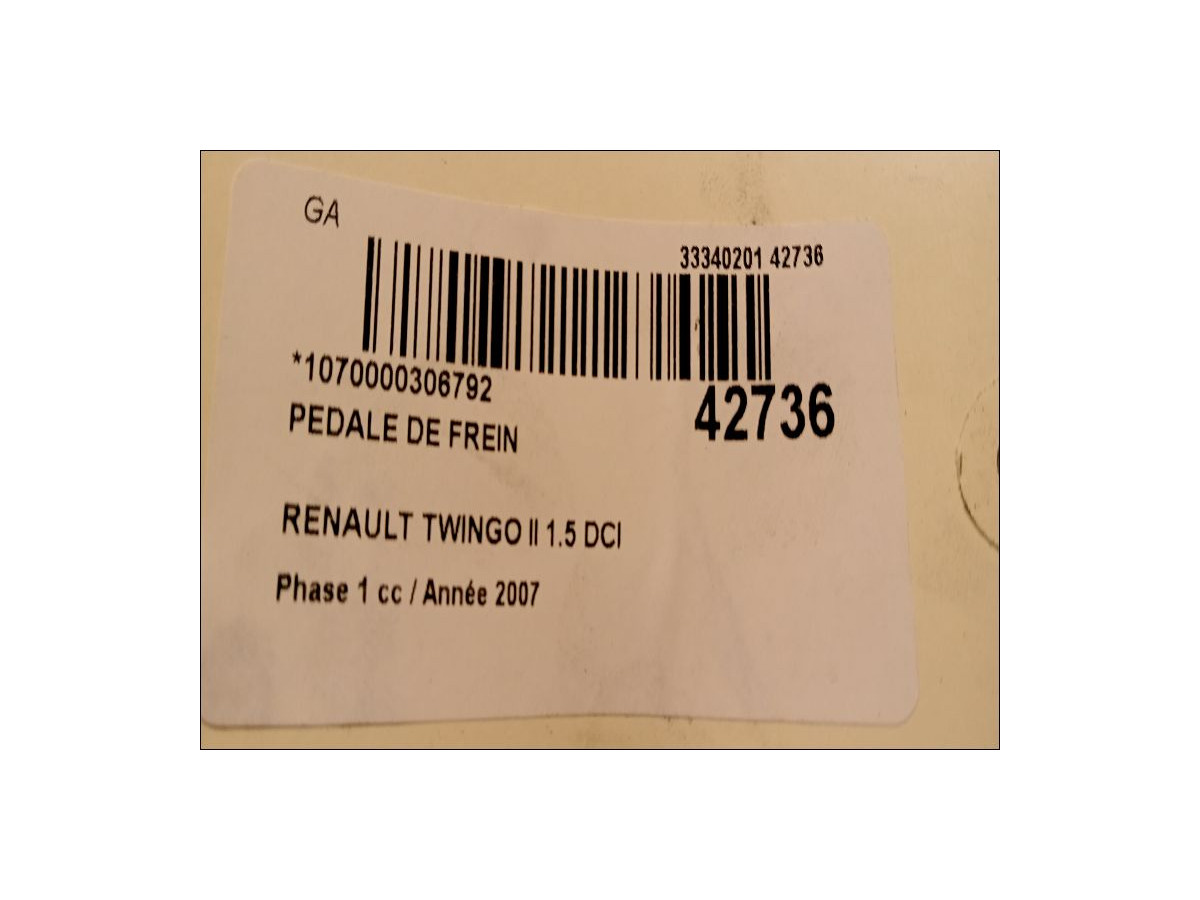 GA
33340201 42736
*1070000306792
42736
PEDALE DE FREIN
RENAULT TWINGO II 1.5 DCI
Phase 1 cc / Année 2007